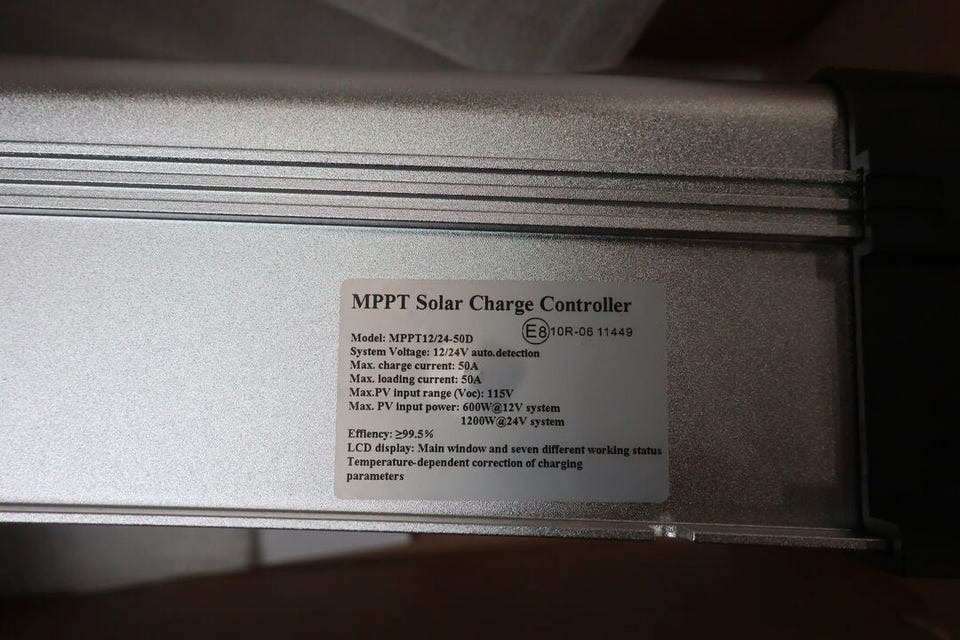 MPPT Solar Charge Controller
E8 10R-06 11449
Model: MPPT12/24-50D
System Voltage: 12/24V auto.detection
Max. charge current: 50A
Max. loading current: 50A
Max.PV input range (Voc): 115V
Max. PV input power: 600W@12V system
1200W@24V system
Effiency: ≥99.5%
LCD display: Main window and seven different working status
Temperature-dependent correction of charging
parameters